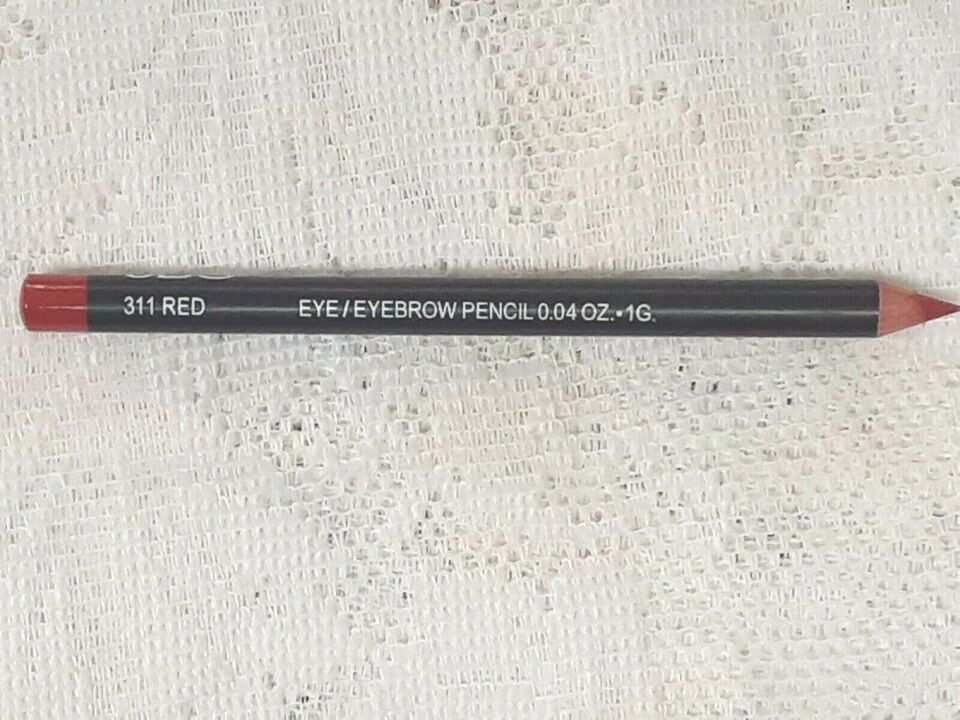 311 RED EYE/EYEBROW PENCIL 0.04 OZ.•1G.